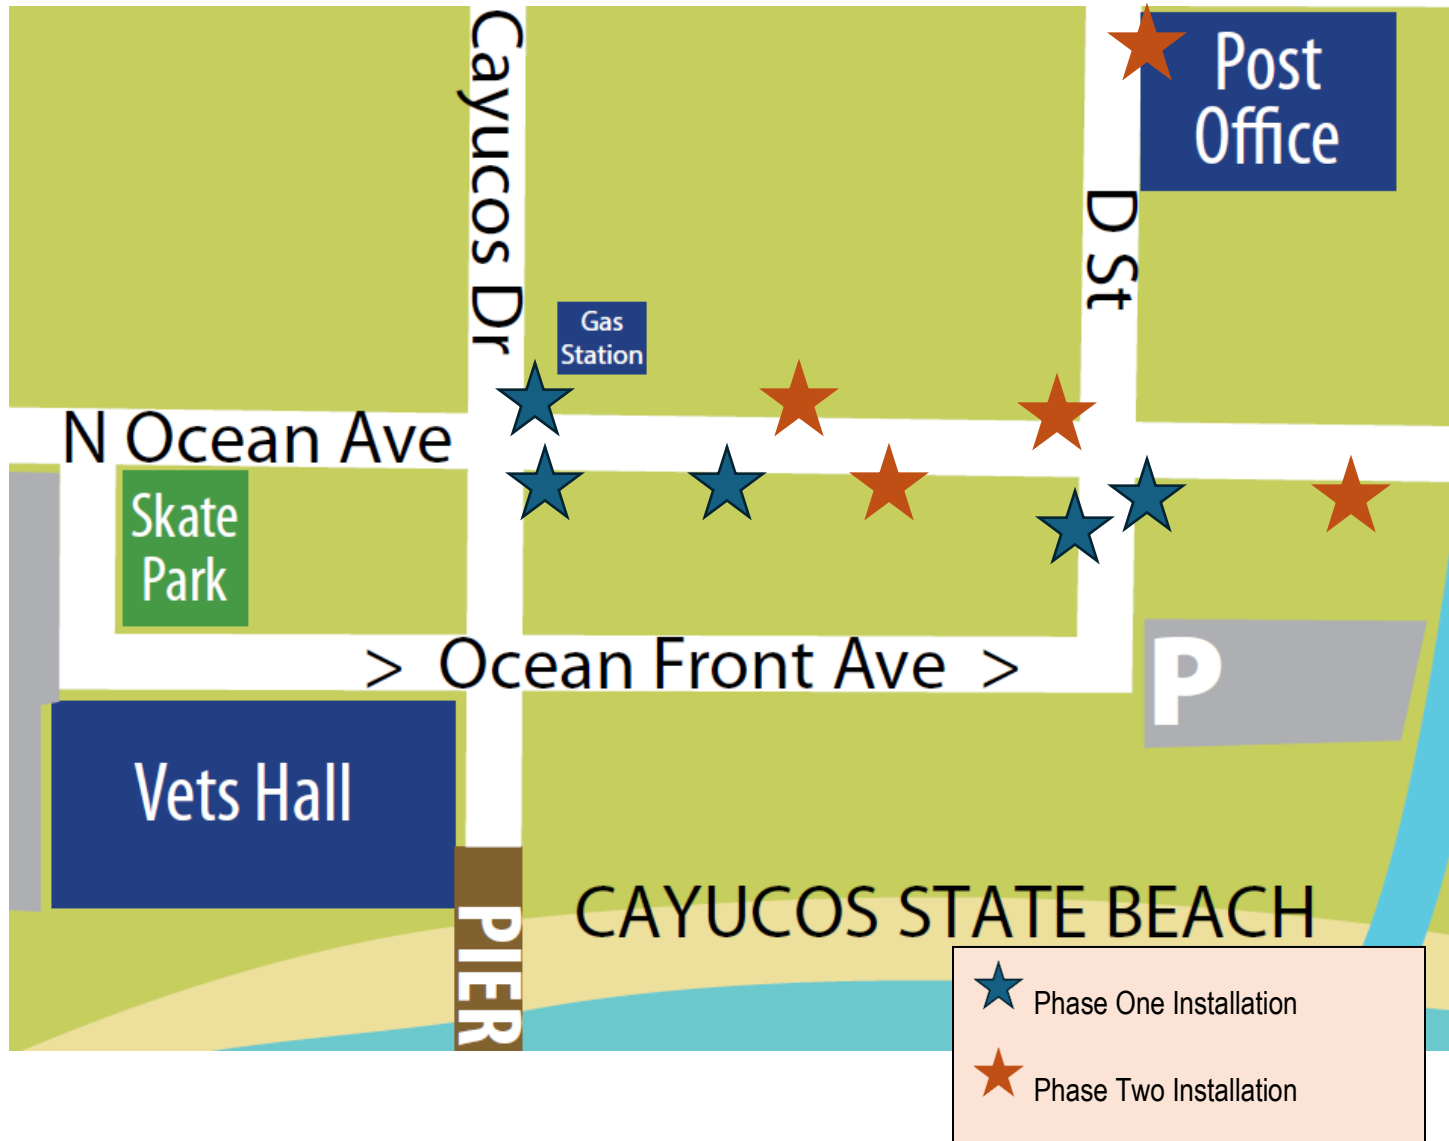 Cayucos Dr
Post
Office
D St
Gas
Station
N Ocean Ave
Skate
Park
> Ocean Front Ave >
P
Vets Hall
PIER
CAYUCOS STATE BEACH
Phase One Installation
Phase Two Installation